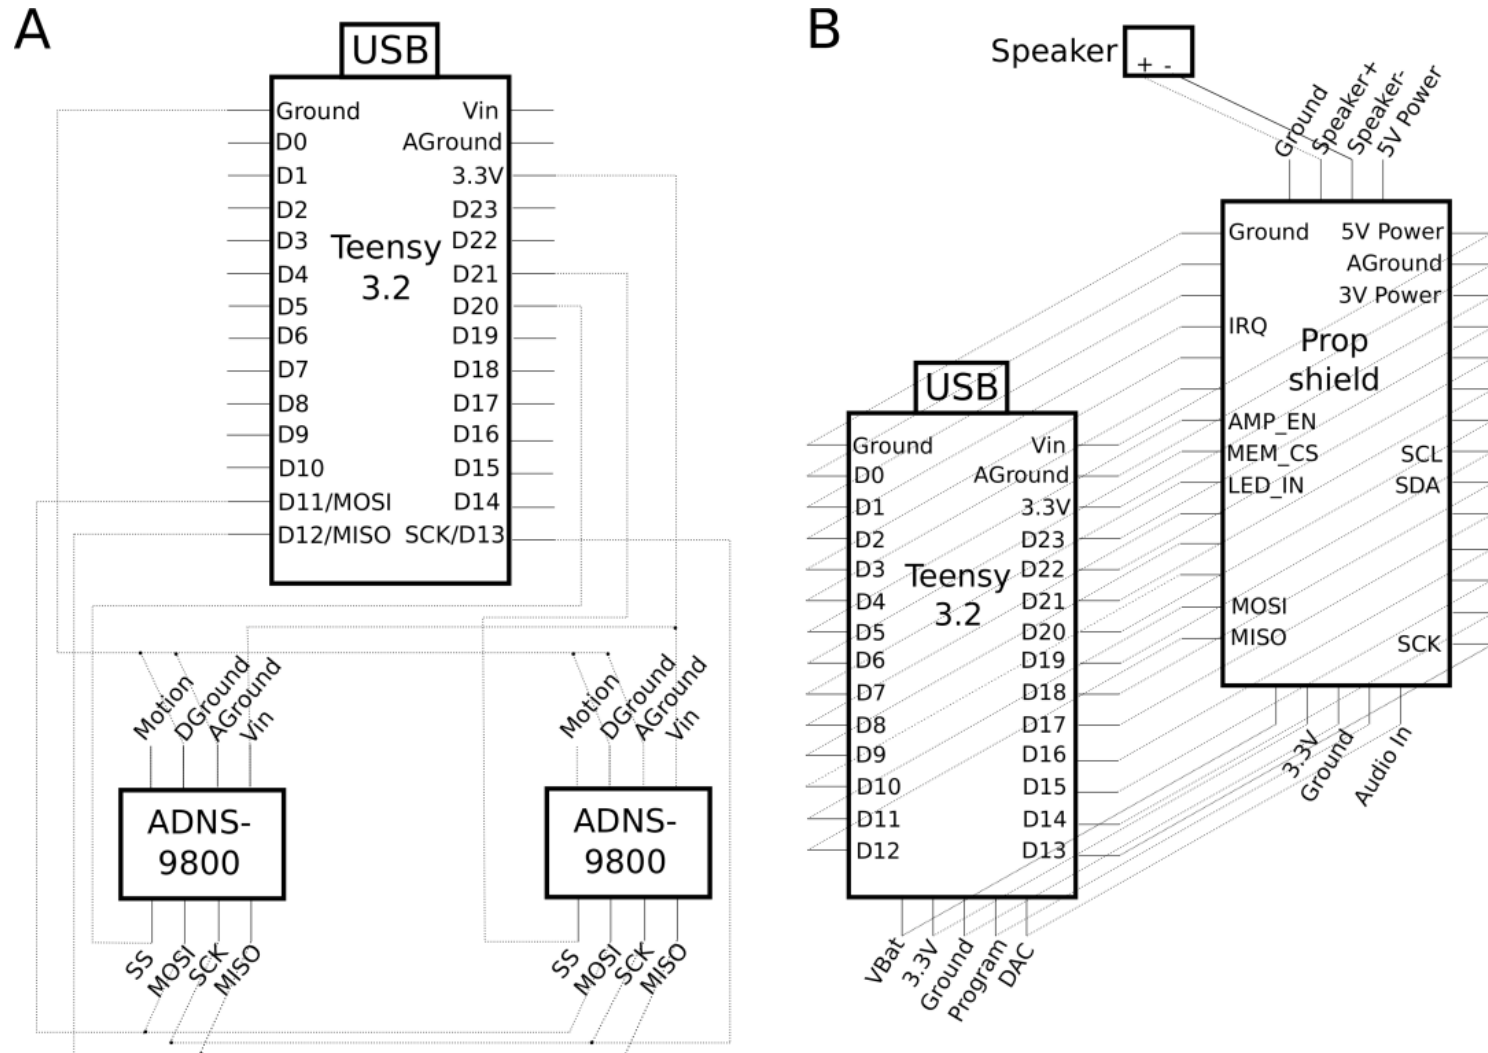 A
USB
Ground Vin
D0 AGround
D1 3.3V
D2 D23
D3 D22
Teensy
3.2
D4 D21
D5 D20
D6 D19
D7 D18
D8 D17
D9 D16
D10 D15
D11/MOSI D14
D12/MISO SCK/D13
Motion DGround AGround Vin
ADNS-
9800
SS MOSI SCK MISO
Motion DGround AGround Vin
ADNS-
9800
SS MOSI SCK MISO
B
Speaker + -
Ground Speaker+ Speaker- 5V Power
Ground 5V Power
AGround
3V Power
IRQ
Prop
shield
AMP_EN
MEM_CS SCL
LED_IN SDA
MOSI
MISO SCK
3.3V Ground Audio In
USB
Ground Vin
D0 AGround
D1 3.3V
D2 D23
D3 D22
Teensy
3.2
D4 D21
D5 D20
D6 D19
D7 D18
D8 D17
D9 D16
D10 D15
D11 D14
D12 D13
VBat 3.3V Ground Program DAC